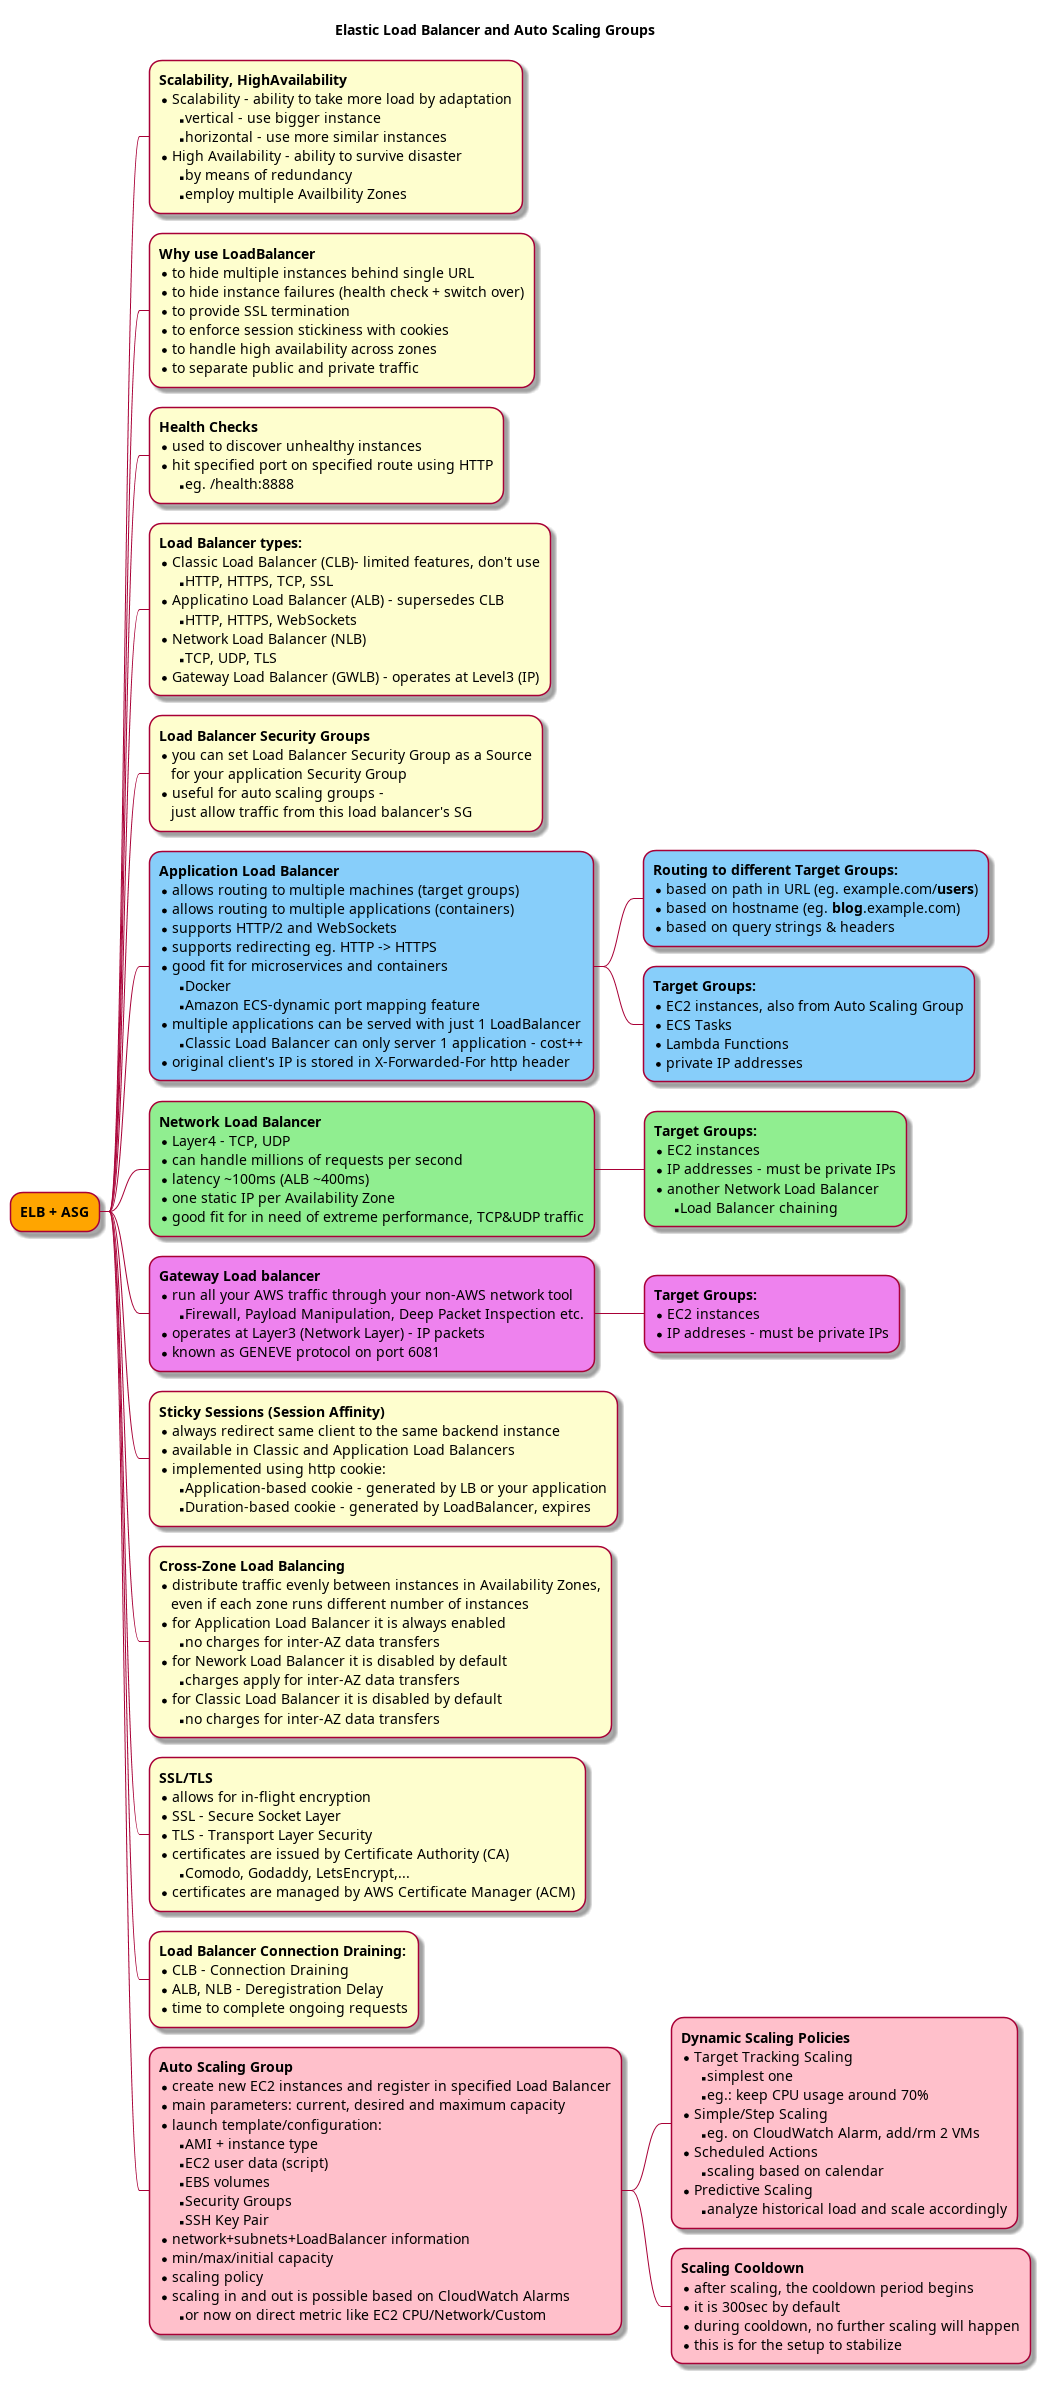 Elastic Load Balancer and Auto Scaling Groups
ELB + ASG
Scalability, HighAvailability
• Scalability - ability to take more load by adaptation
▪ vertical - use bigger instance
▪ horizontal - use more similar instances
• High Availability - ability to survive disaster
▪ by means of redundancy
▪ employ multiple Availbility Zones
Why use LoadBalancer
• to hide multiple instances behind single URL
• to hide instance failures (health check + switch over)
• to provide SSL termination
• to enforce session stickiness with cookies
• to handle high availability across zones
• to separate public and private traffic
Health Checks
• used to discover unhealthy instances
• hit specified port on specified route using HTTP
▪ eg. /health:8888
Load Balancer types:
• Classic Load Balancer (CLB)- limited features, don't use
▪ HTTP, HTTPS, TCP, SSL
• Applicatino Load Balancer (ALB) - supersedes CLB
▪ HTTP, HTTPS, WebSockets
• Network Load Balancer (NLB)
▪ TCP, UDP, TLS
• Gateway Load Balancer (GWLB) - operates at Level3 (IP)
Load Balancer Security Groups
• you can set Load Balancer Security Group as a Source
for your application Security Group
• useful for auto scaling groups -
just allow traffic from this load balancer's SG
Application Load Balancer
• allows routing to multiple machines (target groups)
• allows routing to multiple applications (containers)
• supports HTTP/2 and WebSockets
• supports redirecting eg. HTTP -> HTTPS
• good fit for microservices and containers
▪ Docker
▪ Amazon ECS-dynamic port mapping feature
• multiple applications can be served with just 1 LoadBalancer
▪ Classic Load Balancer can only server 1 application - cost++
• original client's IP is stored in X-Forwarded-For http header
Routing to different Target Groups:
• based on path in URL (eg. example.com/users)
• based on hostname (eg. blog.example.com)
• based on query strings & headers
Target Groups:
• EC2 instances, also from Auto Scaling Group
• ECS Tasks
• Lambda Functions
• private IP addresses
Network Load Balancer
• Layer4 - TCP, UDP
• can handle millions of requests per second
• latency ~100ms (ALB ~400ms)
• one static IP per Availability Zone
• good fit for in need of extreme performance, TCP&UDP traffic
Target Groups:
• EC2 instances
• IP addresses - must be private IPs
• another Network Load Balancer
▪ Load Balancer chaining
Gateway Load balancer
• run all your AWS traffic through your non-AWS network tool
▪ Firewall, Payload Manipulation, Deep Packet Inspection etc.
• operates at Layer3 (Network Layer) - IP packets
• known as GENEVE protocol on port 6081
Target Groups:
• EC2 instances
• IP addreses - must be private IPs
Sticky Sessions (Session Affinity)
• always redirect same client to the same backend instance
• available in Classic and Application Load Balancers
• implemented using http cookie:
▪ Application-based cookie - generated by LB or your application
▪ Duration-based cookie - generated by LoadBalancer, expires
Cross-Zone Load Balancing
• distribute traffic evenly between instances in Availability Zones,
even if each zone runs different number of instances
• for Application Load Balancer it is always enabled
▪ no charges for inter-AZ data transfers
• for Nework Load Balancer it is disabled by default
▪ charges apply for inter-AZ data transfers
• for Classic Load Balancer it is disabled by default
▪ no charges for inter-AZ data transfers
SSL/TLS
• allows for in-flight encryption
• SSL - Secure Socket Layer
• TLS - Transport Layer Security
• certificates are issued by Certificate Authority (CA)
▪ Comodo, Godaddy, LetsEncrypt,...
• certificates are managed by AWS Certificate Manager (ACM)
Load Balancer Connection Draining:
• CLB - Connection Draining
• ALB, NLB - Deregistration Delay
• time to complete ongoing requests
Auto Scaling Group
• create new EC2 instances and register in specified Load Balancer
• main parameters: current, desired and maximum capacity
• launch template/configuration:
▪ AMI + instance type
▪ EC2 user data (script)
▪ EBS volumes
▪ Security Groups
▪ SSH Key Pair
• network+subnets+LoadBalancer information
• min/max/initial capacity
• scaling policy
• scaling in and out is possible based on CloudWatch Alarms
▪ or now on direct metric like EC2 CPU/Network/Custom
Dynamic Scaling Policies
• Target Tracking Scaling
▪ simplest one
▪ eg.: keep CPU usage around 70%
• Simple/Step Scaling
▪ eg. on CloudWatch Alarm, add/rm 2 VMs
• Scheduled Actions
▪ scaling based on calendar
• Predictive Scaling
▪ analyze historical load and scale accordingly
Scaling Cooldown
• after scaling, the cooldown period begins
• it is 300sec by default
• during cooldown, no further scaling will happen
• this is for the setup to stabilize